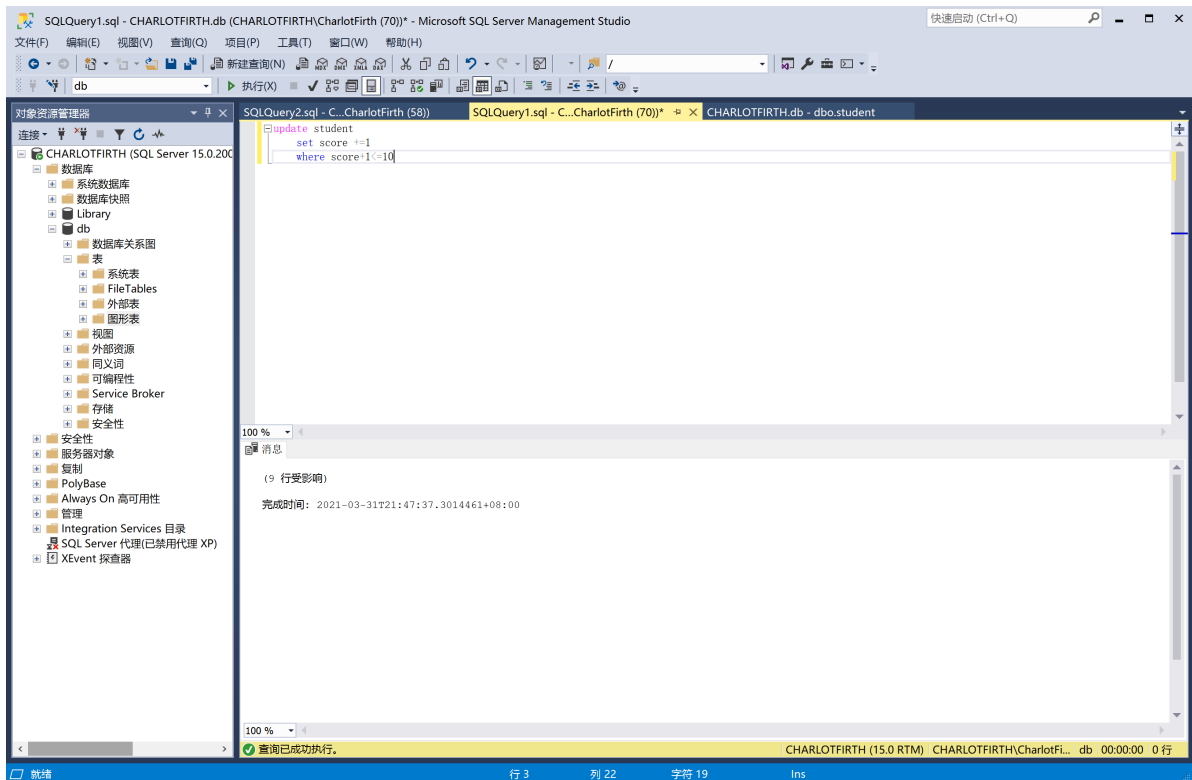 SQLQuery1.sql - CHARLOTFIRTH.db (CHARLOTFIRTH\CharlotFirth (70))* - Microsoft SQL Server Management Studio
快速启动 (Ctrl+Q)
文件(F) 编辑(E) 视图(V) 查询(Q) 项目(P) 工具(T) 窗口(W) 帮助(H)
新建查询(N) MDX DMX XMLA DAX /
db 执行(X)
对象资源管理器
连接
CHARLOTFIRTH (SQL Server 15.0.200
数据库
系统数据库
数据库快照
Library
db
数据库关系图
表
系统表
FileTables
外部表
图形表
视图
外部资源
同义词
可编程性
Service Broker
存储
安全性
安全性
服务器对象
复制
PolyBase
Always On 高可用性
管理
Integration Services 目录
SQL Server 代理(已禁用代理 XP)
XEvent 探查器
SQLQuery2.sql - C...CharlotFirth (58)) SQLQuery1.sql - C...CharlotFirth (70))* CHARLOTFIRTH.db - dbo.student
update student
set score +=1
where score+1<=10
100 %
消息
(9 行受影响)
完成时间: 2021-03-31T21:47:37.3014461+08:00
100 %
查询已成功执行。 CHARLOTFIRTH (15.0 RTM) CHARLOTFIRTH\CharlotFi... db 00:00:00 0 行
就绪 行 3 列 22 字符 19 Ins